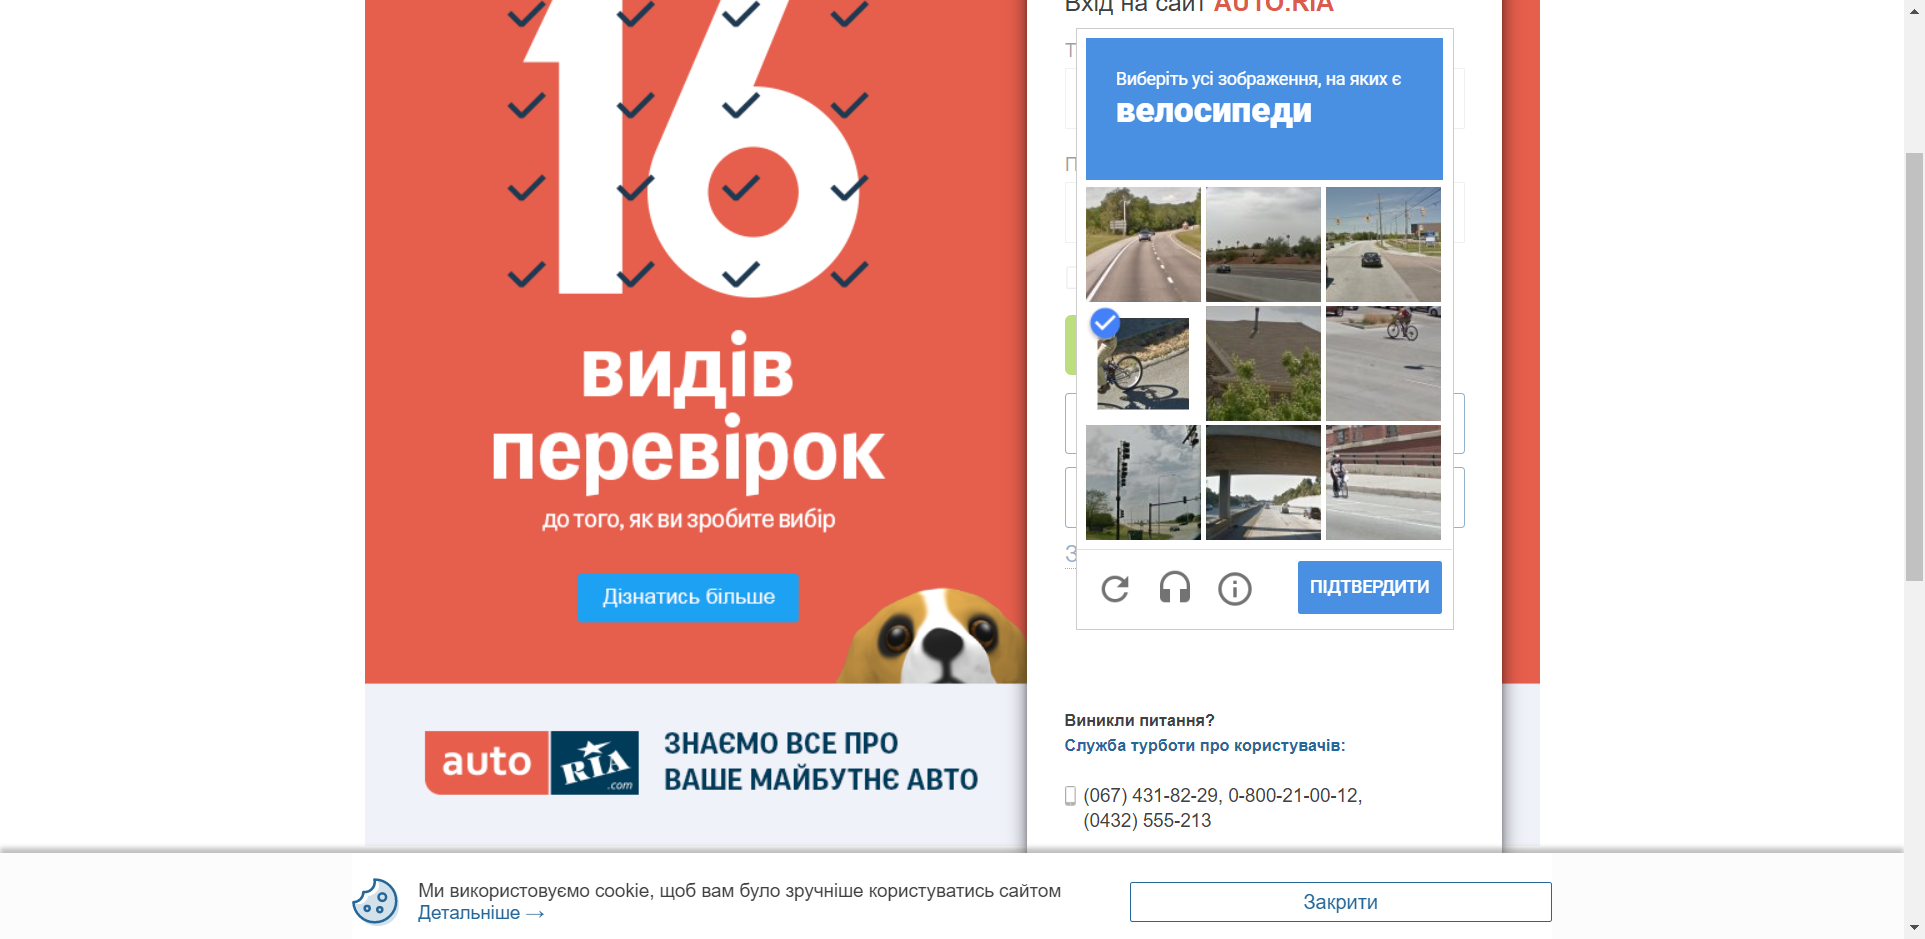 16
видів
перевірок
до того, як ви зробите вибір
Дізнатись більше
auto
RIA
.com
ЗНАЄМО ВСЕ ПРО
ВАШЕ МАЙБУТНЄ АВТО
Вхід на сайт AUTO.RIA
Т
П
З
Виберіть усі зображення, на яких є
велосипеди
ПІДТВЕРДИТИ
Виникли питання?
Служба турботи про користувачів:
(067) 431-82-29, 0-800-21-00-12,
(0432) 555-213
Ми використовуємо cookie, щоб вам було зручніше користуватись сайтом
Детальніше →
Закрити